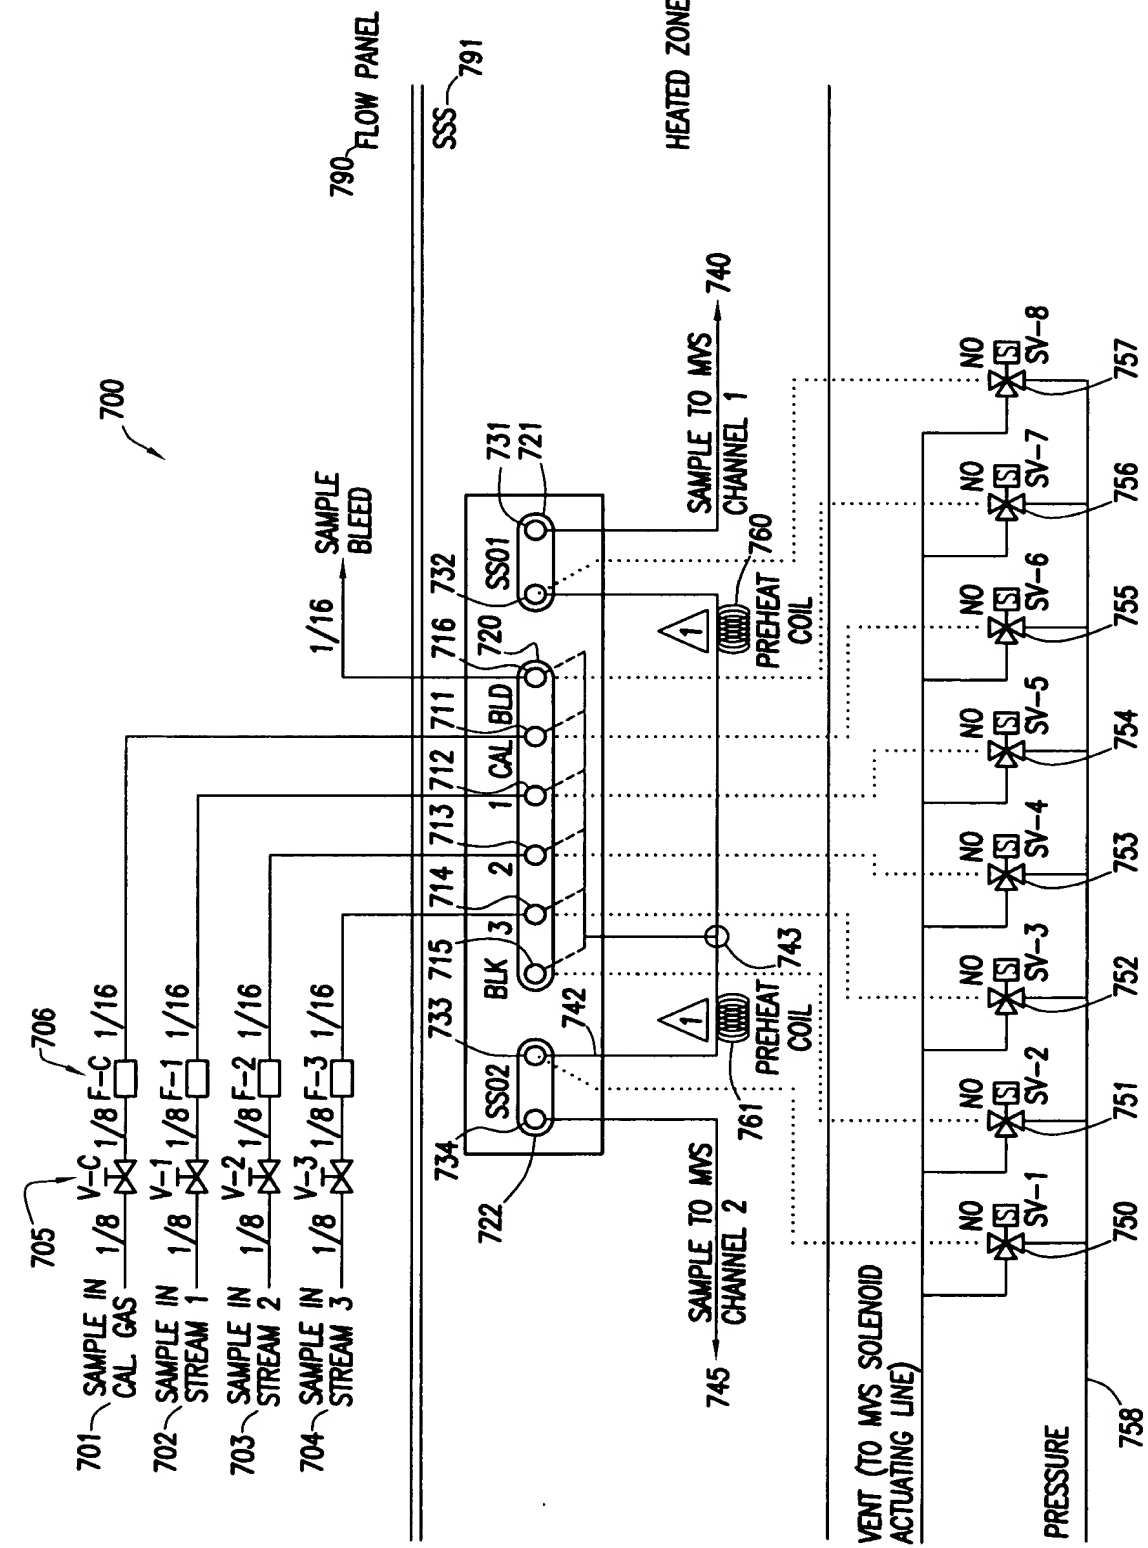 700
790
FLOW PANEL
SSS
791
HEATED ZONE
701
SAMPLE IN
CAL. GAS
1/8
V-C
705
1/8
F-C
706
1/16
702
SAMPLE IN
STREAM 1
1/8
V-1
1/8
F-1
1/16
703
SAMPLE IN
STREAM 2
1/8
V-2
1/8
F-2
1/16
704
SAMPLE IN
STREAM 3
1/8
V-3
1/8
F-3
1/16
1/16
SAMPLE
BLEED
734
733
715
714
713
712
711
716
732
731
721
720
722
SSO2
BLK
3
2
1
CAL
BLD
SSO1
742
745
SAMPLE TO MVS
CHANNEL 2
1
PREHEAT
COIL
761
743
1
PREHEAT
COIL
760
SAMPLE TO MVS
CHANNEL 1
740
VENT (TO MVS SOLENOID
ACTUATING LINE)
NO
S
SV-1
750
NO
S
SV-2
751
NO
S
SV-3
752
NO
S
SV-4
753
NO
S
SV-5
754
NO
S
SV-6
755
NO
S
SV-7
756
NO
S
SV-8
757
PRESSURE
758